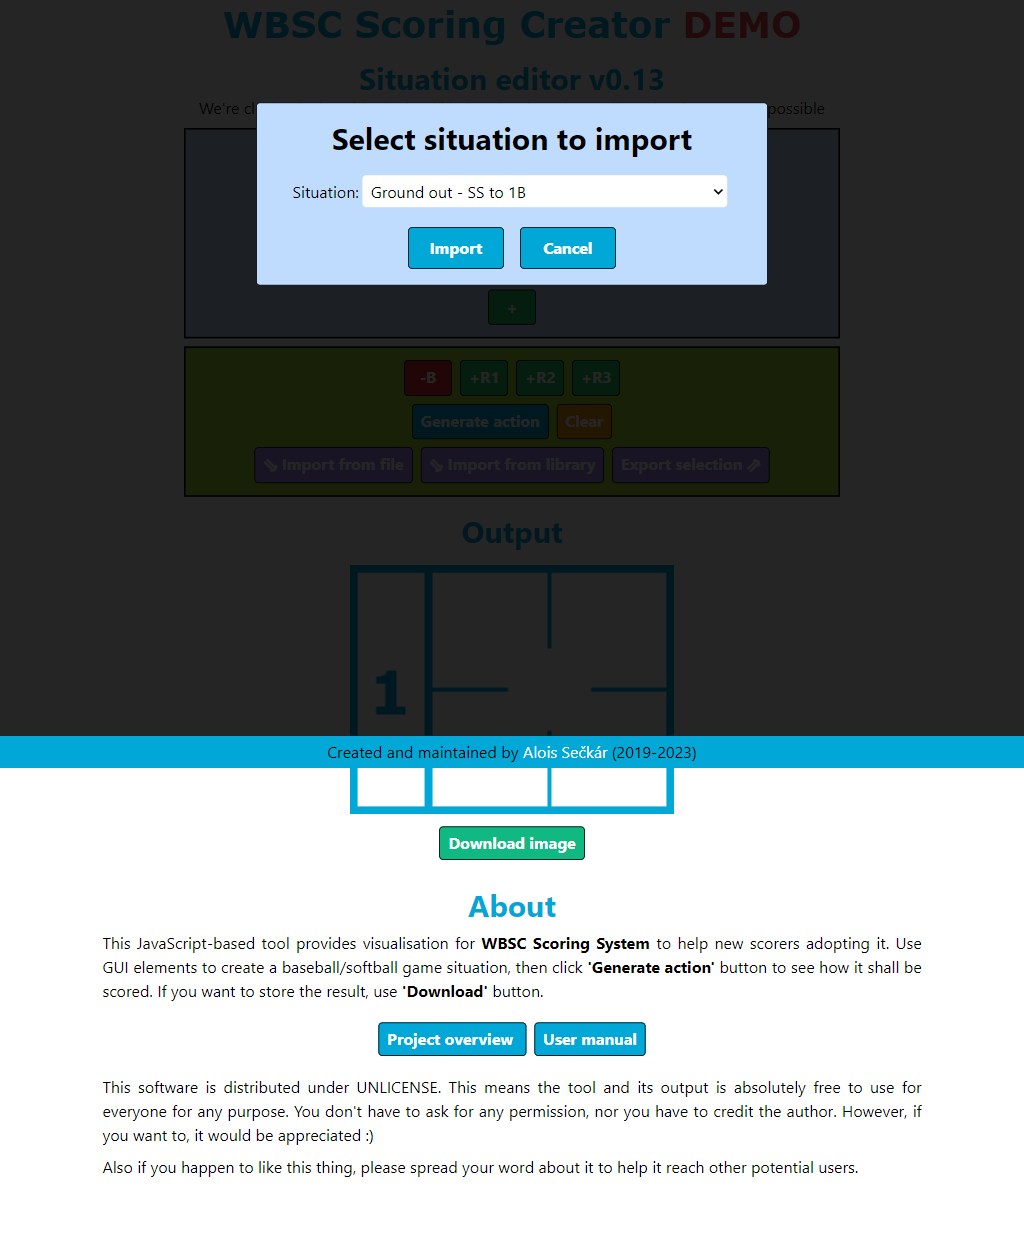 WBSC Scoring Creator DEMO
Situation editor v0.13
We're cl possible
Select situation to import
Situation: Ground out - SS to 1B
Import Cancel
+
-B +R1 +R2 +R3
Generate action Clear
Import from file Import from library Export selection
Output
1
Created and maintained by Alois Sečkár (2019-2023)
Download image
About
This JavaScript-based tool provides visualisation for WBSC Scoring System to help new scorers adopting it. Use
GUI elements to create a baseball/softball game situation, then click 'Generate action' button to see how it shall be
scored. If you want to store the result, use 'Download' button.
Project overview User manual
This software is distributed under UNLICENSE. This means the tool and its output is absolutely free to use for
everyone for any purpose. You don't have to ask for any permission, nor you have to credit the author. However, if
you want to, it would be appreciated :)
Also if you happen to like this thing, please spread your word about it to help it reach other potential users.